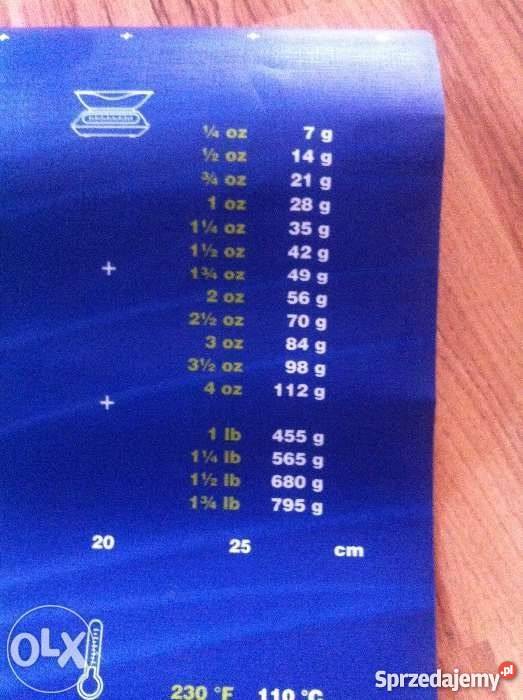 ¼ oz 7 g
½ oz 14 g
¾ oz 21 g
1 oz 28 g
1¼ oz 35 g
1½ oz 42 g
1¾ oz 49 g
2 oz 56 g
2½ oz 70 g
3 oz 84 g
3½ oz 98 g
4 oz 112 g
1 lb 455 g
1¼ lb 565 g
1½ lb 680 g
1¾ lb 795 g
20 25 cm
OLX
230 °F 110 °C
Sprzedajemy.pl